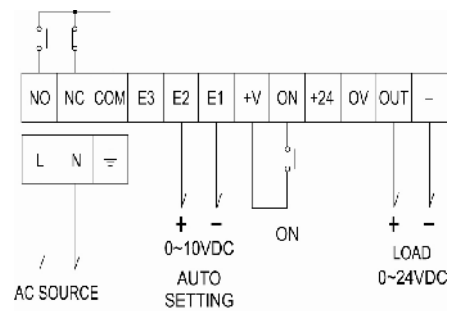 NO NC COM E3 E2 E1 +V ON +24 OV OUT −
L N
+ − + −
0~10VDC ON LOAD
AUTO 0~24VDC
SETTING
AC SOURCE